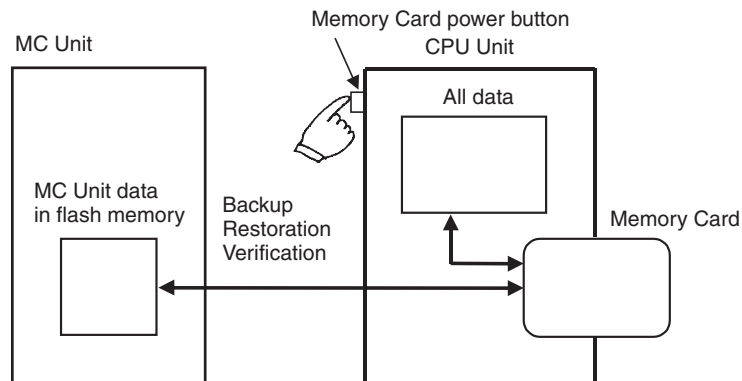 Memory Card power button
MC Unit
CPU Unit
All data
MC Unit data
in flash memory
Backup
Restoration
Verification
Memory Card